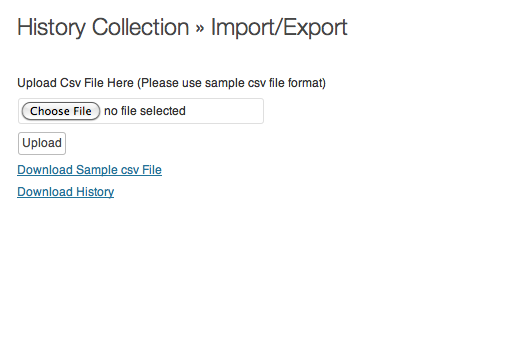 History Collection » Import/Export
Upload Csv File Here (Please use sample csv file format)
Choose File no file selected
Upload
Download Sample csv File
Download History